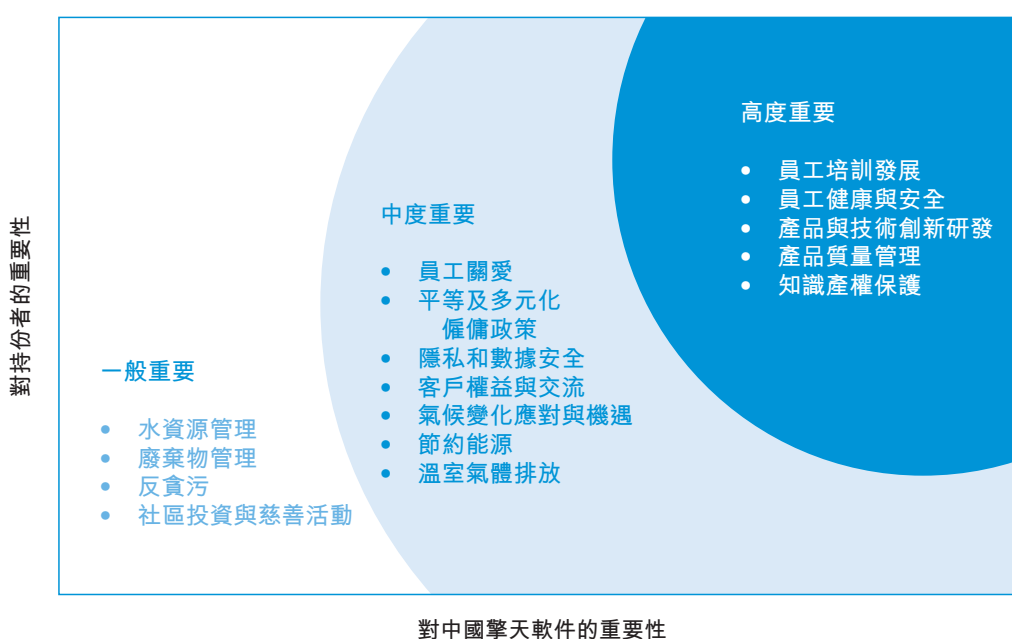 對持份者的重要性
高度重要
• 員工培訓發展
• 員工健康與安全
• 產品與技術創新研發
• 產品質量管理
• 知識產權保護
中度重要
• 員工關愛
• 平等及多元化
僱傭政策
• 隱私和數據安全
• 客戶權益與交流
• 氣候變化應對與機遇
• 節約能源
• 溫室氣體排放
一般重要
• 水資源管理
• 廢棄物管理
• 反貪污
• 社區投資與慈善活動
對中國擎天軟件的重要性